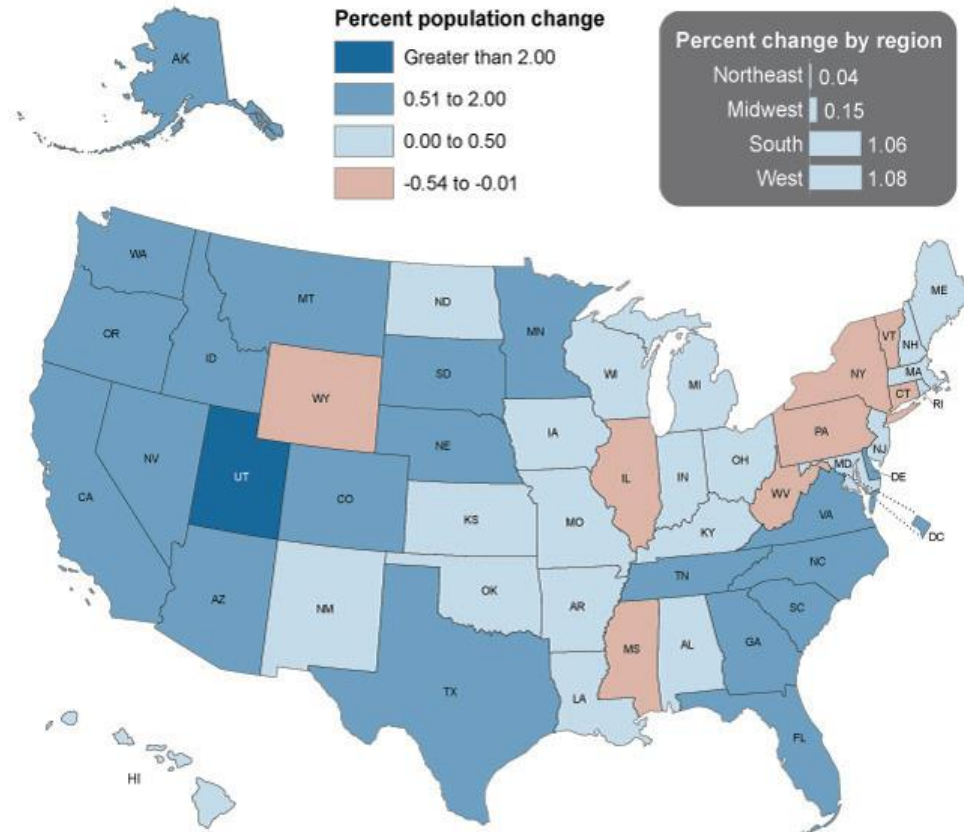 Percent population change
Greater than 2.00
0.51 to 2.00
0.00 to 0.50
-0.54 to -0.01
Percent change by region
Northeast 0.04
Midwest 0.15
South 1.06
West 1.08
AK
WA
MT
ND
MN
ME
OR
ID
SD
WI
MI
VT
NH
NY
MA
CT
RI
WY
NE
IA
PA
NJ
NV
UT
CO
IL
IN
OH
MD
DE
CA
KS
MO
WV
VA
DC
KY
AZ
NM
OK
AR
TN
NC
SC
TX
LA
MS
AL
GA
FL
HI